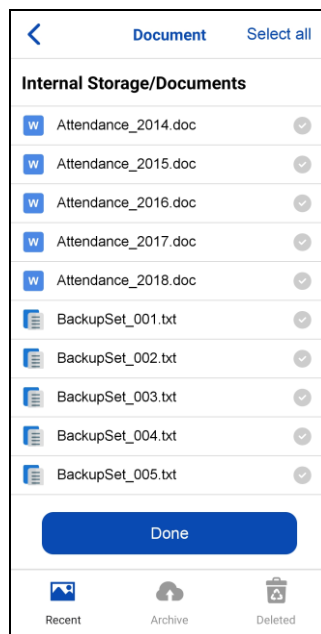 Document Select all
Internal Storage/Documents
W Attendance_2014.doc
W Attendance_2015.doc
W Attendance_2016.doc
W Attendance_2017.doc
W Attendance_2018.doc
BackupSet_001.txt
BackupSet_002.txt
BackupSet_003.txt
BackupSet_004.txt
BackupSet_005.txt
Done
Recent Archive Deleted